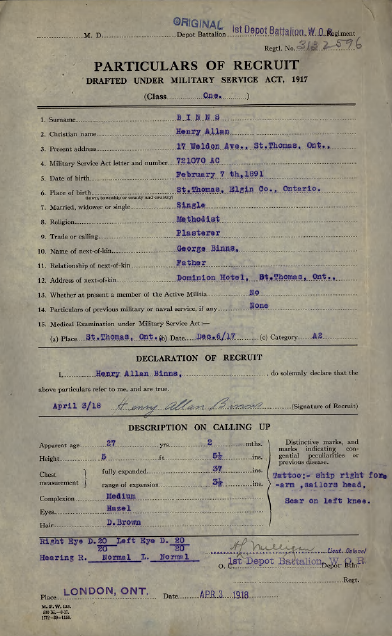 ORIGINAL
M. D. Depot Battalion 1st Depot Battalion, W. O. R. Regiment
Regtl. No. 3132596
PARTICULARS OF RECRUIT
DRAFTED UNDER MILITARY SERVICE ACT, 1917
(Class One. )
1. Surname BINNS
2. Christian name Henry Allan
3. Present address 17 Weldon Ave., St.Thomas, Ont.,
4. Military Service Act letter and number 721070 AC
5. Date of birth February 7th,1891
6. Place of birth St.Thomas, Elgin Co., Ontario.
7. Married, widower or single Single
8. Religion Methodist
9. Trade or calling Plasterer
10. Name of next-of-kin George Binns,
11. Relationship of next-of-kin Father
12. Address of next-of-kin Dominion Hotel, St.Thomas, Ont.,
13. Whether at present a member of the Active Militia No
14. Particulars of previous military or naval service, if any None
15. Medical Examination under Military Service Act:—
(a) Place St.Thomas, Ont. (b) Date Dec.6/17 (c) Category A2
DECLARATION OF RECRUIT
I, Henry Allan Binns, do solemnly declare that the
above particulars refer to me, and are true
April 3/18 Henry Allan Binns (Signature of Recruit)
DESCRIPTION ON CALLING UP
Apparent age 27 yrs. 2 mths.
Height 5 ft 5½ ins.
Chest measurement fully expanded 37 ins.
range of expansion 3½ ins.
Complexion Medium
Eyes Hazel
Hair D.Brown
Distinctive marks, and
marks indicating con-
genital peculiarities or
previous disease.
Tattoo;- ship right fore
-arm ,sailors head.
Scar on left knee.
Right Eye D.20 Left Eye D. 20
20 20
Hearing R. Normal L. Normal
O. C. 1st Depot Battalion, W. O. R.
Depot Btln.
Regt.
Place LONDON, ONT. Date APR 3 1918